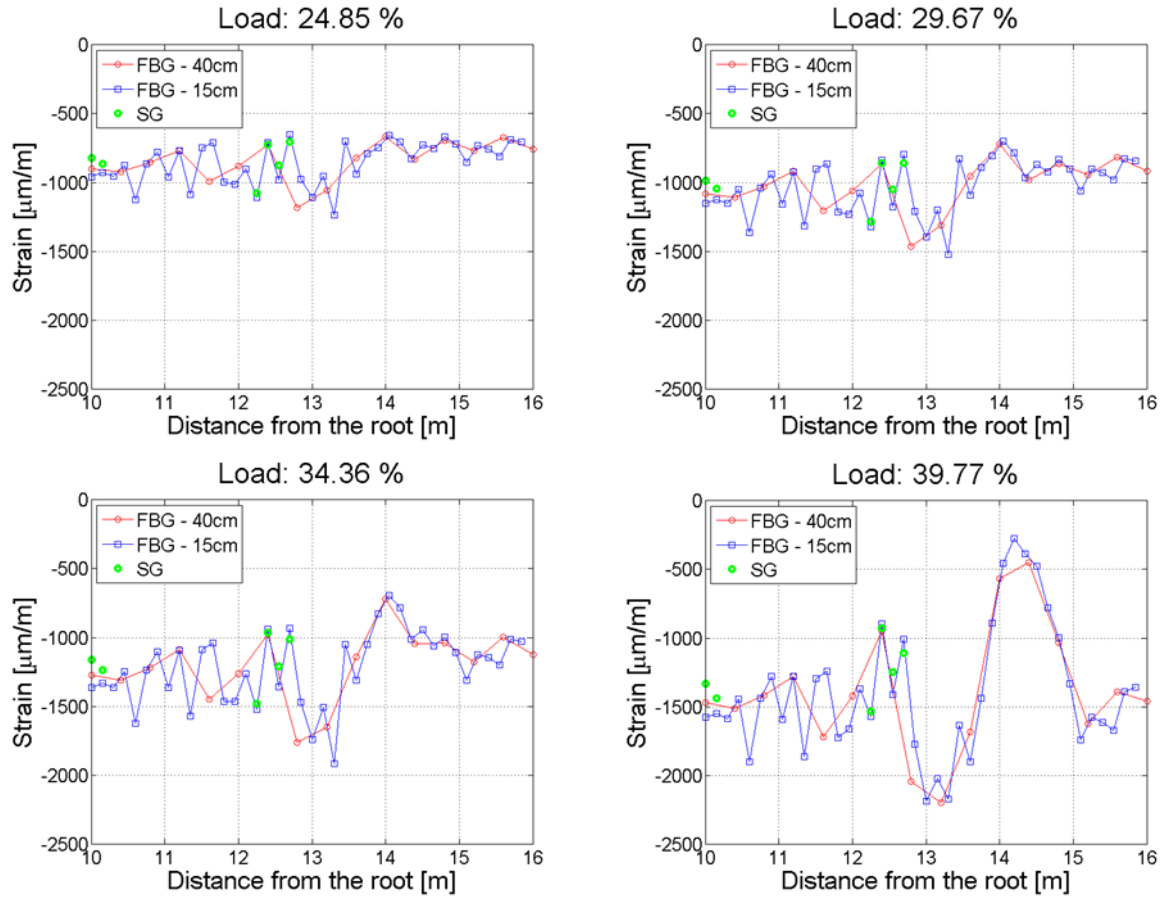 Load: 24.85 %
0
-500
-1000
-1500
-2000
-2500
Strain [μm/m]
FBG - 40cm
FBG - 15cm
SG
10 11 12 13 14 15 16
Distance from the root [m]
Load: 29.67 %
0
-500
-1000
-1500
-2000
-2500
Strain [μm/m]
FBG - 40cm
FBG - 15cm
SG
10 11 12 13 14 15 16
Distance from the root [m]
Load: 34.36 %
0
-500
-1000
-1500
-2000
-2500
Strain [μm/m]
FBG - 40cm
FBG - 15cm
SG
10 11 12 13 14 15 16
Distance from the root [m]
Load: 39.77 %
0
-500
-1000
-1500
-2000
-2500
Strain [μm/m]
FBG - 40cm
FBG - 15cm
SG
10 11 12 13 14 15 16
Distance from the root [m]